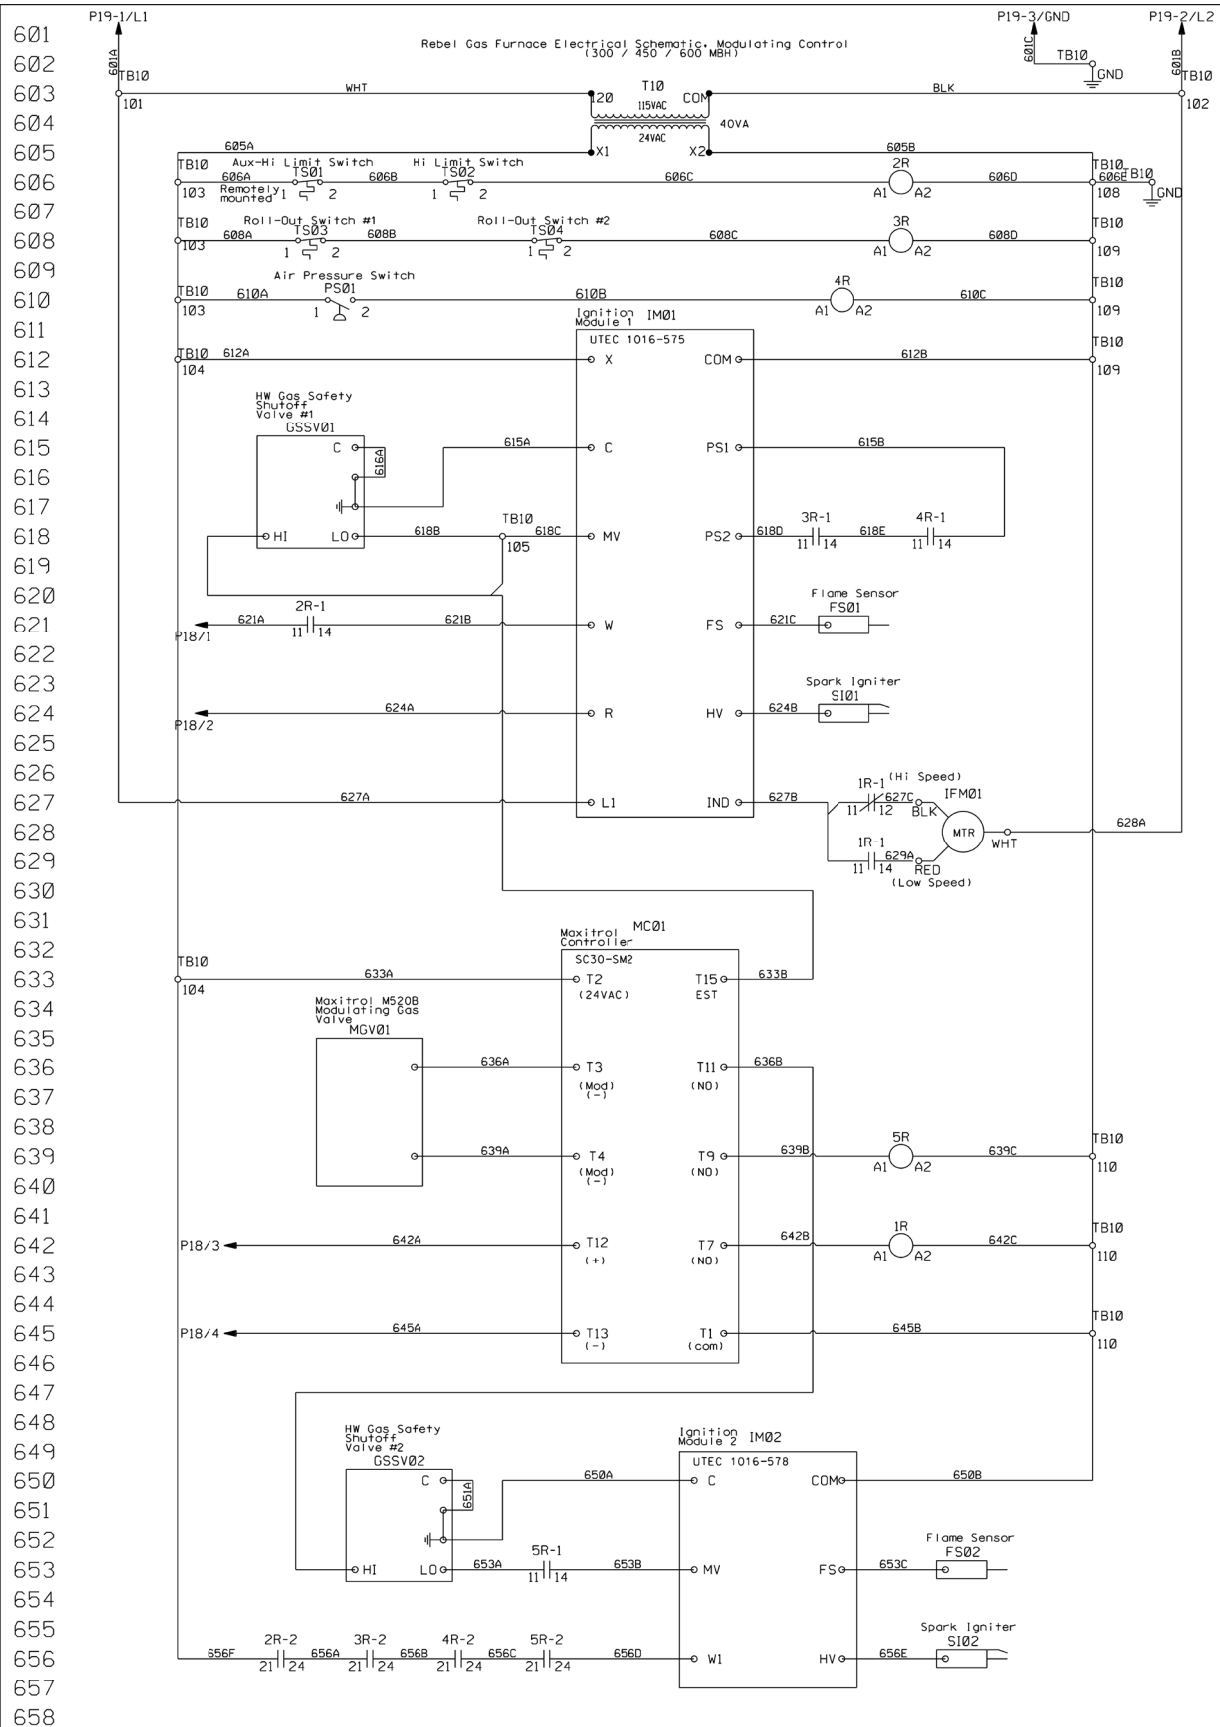 P19-1/L1 P19-3/GND P19-2/L2
601
Rebel Gas Furnace Electrical Schematic, Modulating Control
(300 / 450 / 600 MBH)
601A 601C 601B
602 TB10 GND
TB10 TB10
603 WHT 120 T10 COM BLK
101 115VAC 102
604 40VA
24VAC
605 605A X1 X2 605B
TB10 Aux-Hi Limit Switch Hi Limit Switch 2R TB10 TB10
606 606A TS01 606B TS02 606C 606D 606E
103 Remotely mounted 1 2 1 2 A1 A2 108 GND
607
TB10 Roll-Out Switch #1 Roll-Out Switch #2 3R TB10
608 608A TS03 608B TS04 608C 608D
103 1 2 1 2 A1 A2 109
609
Air Pressure Switch
TB10 PS01 4R TB10
610 610A 610B 610C
103 1 2 A1 A2 109
Ignition
Module 1 IM01
611
UTEC 1016-575
TB10 TB10
612 612A X COM 612B
104 109
613
HW Gas Safety
Shutoff
Valve #1
614
GSSV01
615 C 615A C PS1 615B
616 616A
617
TB10 3R-1 4R-1
618 HI LO 618B 618C MV PS2 618D 618E
105 11 14 11 14
619
620 Flame Sensor
2R-1 FS01
621 621A 621B W FS 621C
P18/1 11 14
622
623 Spark Igniter
SI01
624 624A R HV 624B
P18/2
625
626 1R-1 (Hi Speed)
627 627A L1 IND 627B 627C IFM01
11 12 BLK
628 MTR 628A
1R-1 WHT
629 629A
11 14 RED
630 (Low Speed)
631
Maxitrol MC01
Controller
632
SC30-SM2
TB10
633 633A T2 T15 633B
104 (24VAC) EST
634 Maxitrol M520B
Modulating Gas
Valve
MGV01
635
636 636A T3 T11 636B
(Mod) (NO)
(-)
637
638
5R TB10
639 639A T4 T9 639B 639C
(Mod) (NO) A1 A2 110
(-)
640
641
1R TB10
642 P18/3 642A T12 T7 642B 642C
(+) (NO) A1 A2 110
643
644
TB10
645 P18/4 645A T13 T1 645B
(-) (com) 110
646
647
648
HW Gas Safety
Shutoff
Valve #2
Ignition
Module 2 IM02
649
GSSV02 UTEC 1016-578
650 C 650A C COM 650B
651 651A
652 Flame Sensor
5R-1 FS02
653 HI LO 653A 653B MV FS 653C
11 14
654
655 Spark Igniter
2R-2 3R-2 4R-2 5R-2 SI02
656 656F 656A 656B 656C 656D W1 HV 656E
21 24 21 24 21 24 21 24
657
658